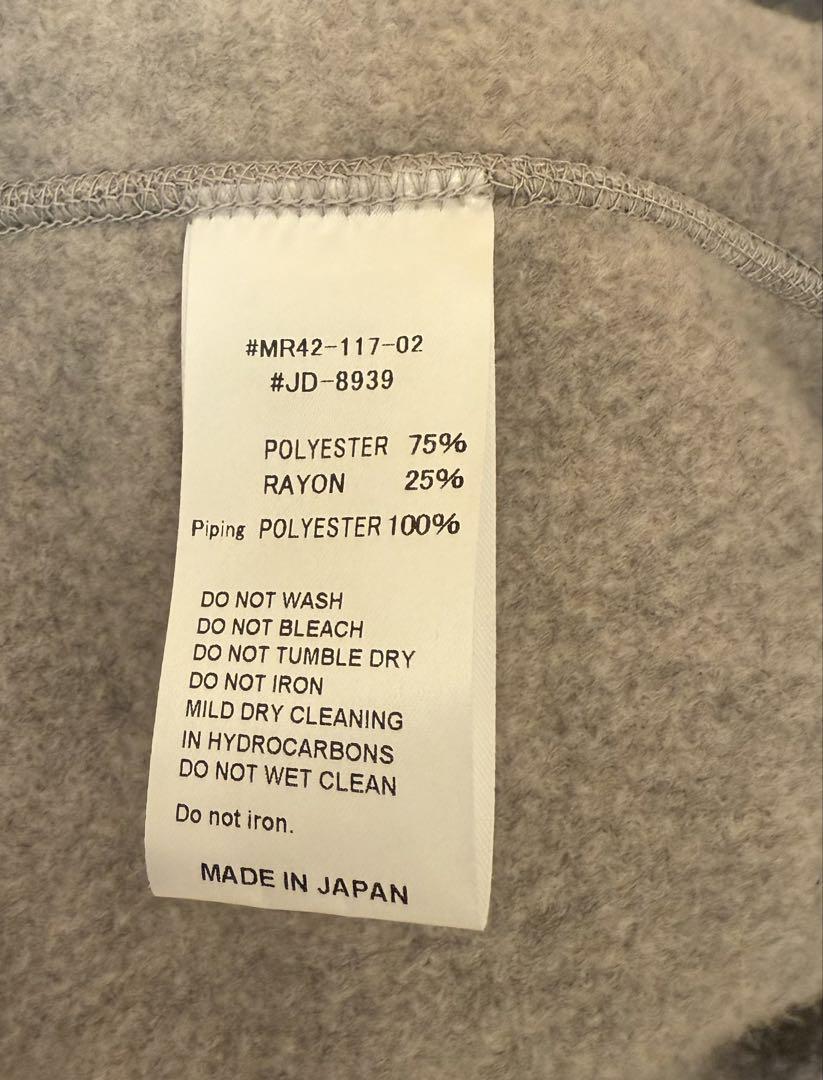 #MR42-117-02
#JD-8939
POLYESTER 75%
RAYON 25%
Piping POLYESTER 100%
DO NOT WASH
DO NOT BLEACH
DO NOT TUMBLE DRY
DO NOT IRON
MILD DRY CLEANING
IN HYDROCARBONS
DO NOT WET CLEAN
Do not iron.
MADE IN JAPAN